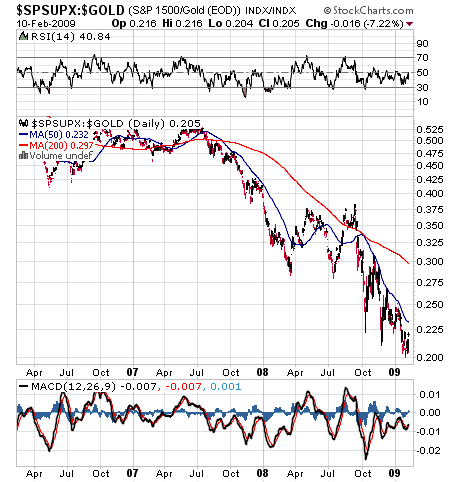 $SPSUPX:$GOLD (S&P 1500/Gold (EOD)) INDX/INDX © StockCharts.com
10-Feb-2009 Op 0.216 Hi 0.216 Lo 0.204 Cl 0.205 Chg -0.016 (-7.22%)
RSI(14) 40.84
90
70
50
30
10
$SPSUPX:$GOLD (Daily) 0.205
MA(50) 0.232
MA(200) 0.297
Volume undef
0.525
0.500
0.475
0.450
0.425
0.400
0.375
0.350
0.325
0.300
0.275
0.250
0.225
0.200
Apr Jul Oct 07 Apr Jul Oct 08 Apr Jul Oct 09
MACD(12,26,9) -0.007, -0.007, 0.001
0.01
0.00
-0.01
-0.02
Apr Jul Oct 07 Apr Jul Oct 08 Apr Jul Oct 09